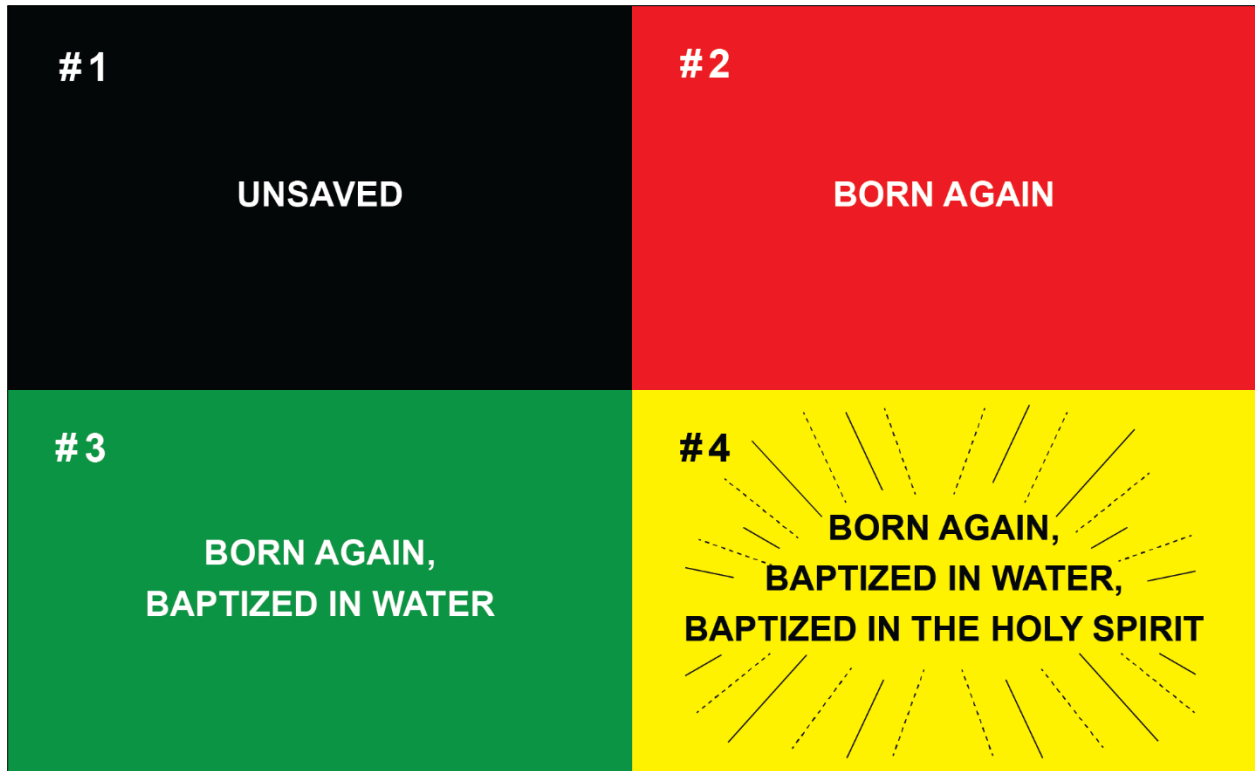 #1
UNSAVED
#2
BORN AGAIN
#3
BORN AGAIN,
BAPTIZED IN WATER
#4
BORN AGAIN,
BAPTIZED IN WATER,
BAPTIZED IN THE HOLY SPIRIT